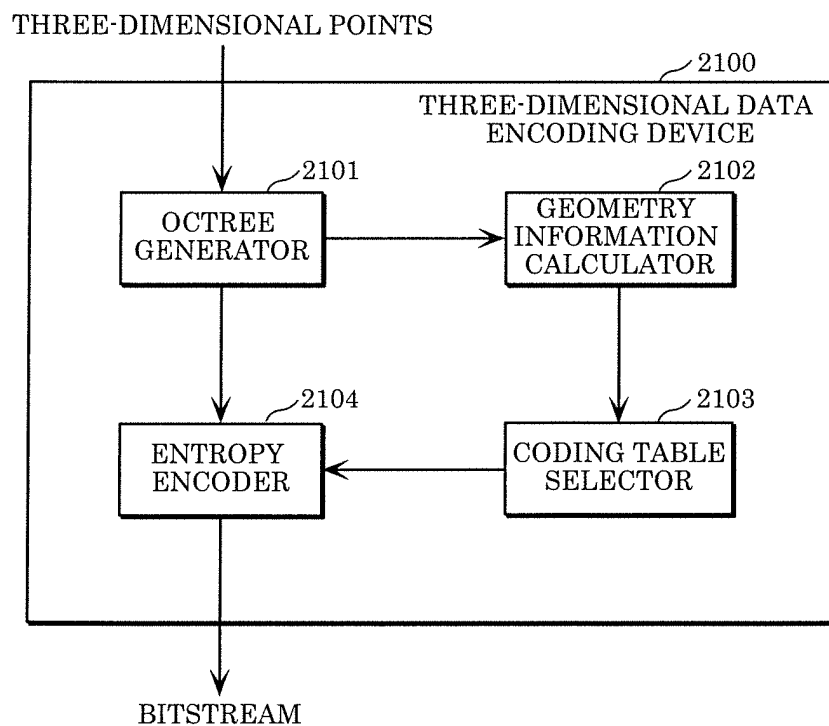 THREE-DIMENSIONAL POINTS
2100
THREE-DIMENSIONAL DATA
ENCODING DEVICE
2101
OCTREE
GENERATOR
2102
GEOMETRY
INFORMATION
CALCULATOR
2104
ENTROPY
ENCODER
2103
CODING TABLE
SELECTOR
BITSTREAM